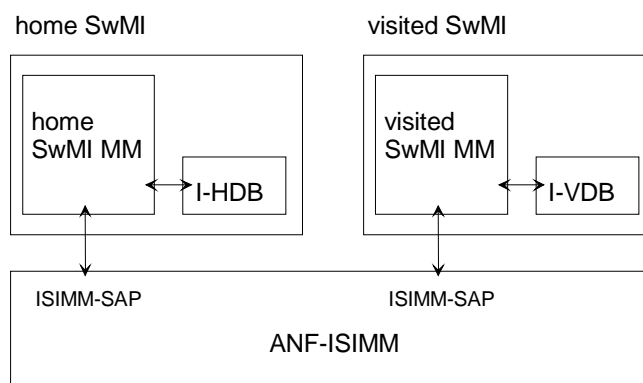 home SwMI
visited SwMI
home
SwMI MM
I-HDB
visited
SwMI MM
I-VDB
ISIMM-SAP
ISIMM-SAP
ANF-ISIMM